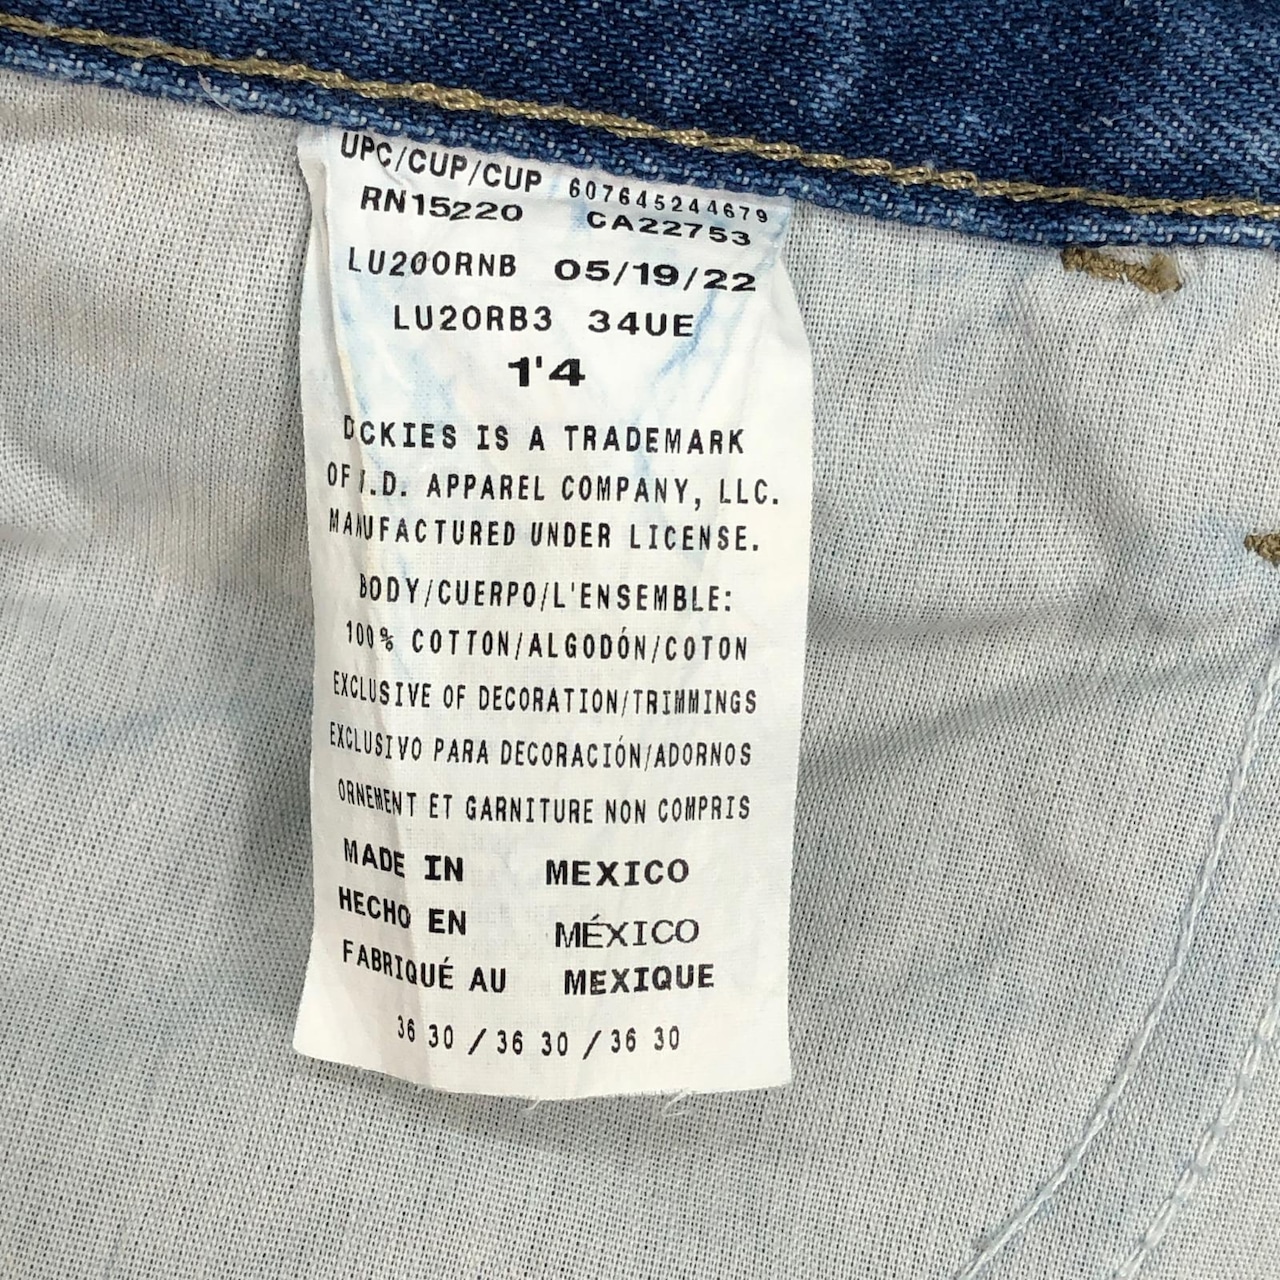 UPC/CUP/CUP 607645244679
RN15220 CA22753
LU200RNB 05/19/22
LU20RB3 34UE
1'4
DCKIES IS A TRADEMARK
OF I.D. APPAREL COMPANY, LLC.
MANUFACTURED UNDER LICENSE.
BODY/CUERPO/L'ENSEMBLE:
100% COTTON/ALGODÓN/COTON
EXCLUSIVE OF DECORATION/TRIMMINGS
EXCLUSIVO PARA DECORACIÓN/ADORNOS
ORNEMENT ET GARNITURE NON COMPRIS
MADE IN MEXICO
HECHO EN MÉXICO
FABRIQUÉ AU MEXIQUE
36 30 / 36 30 / 36 30